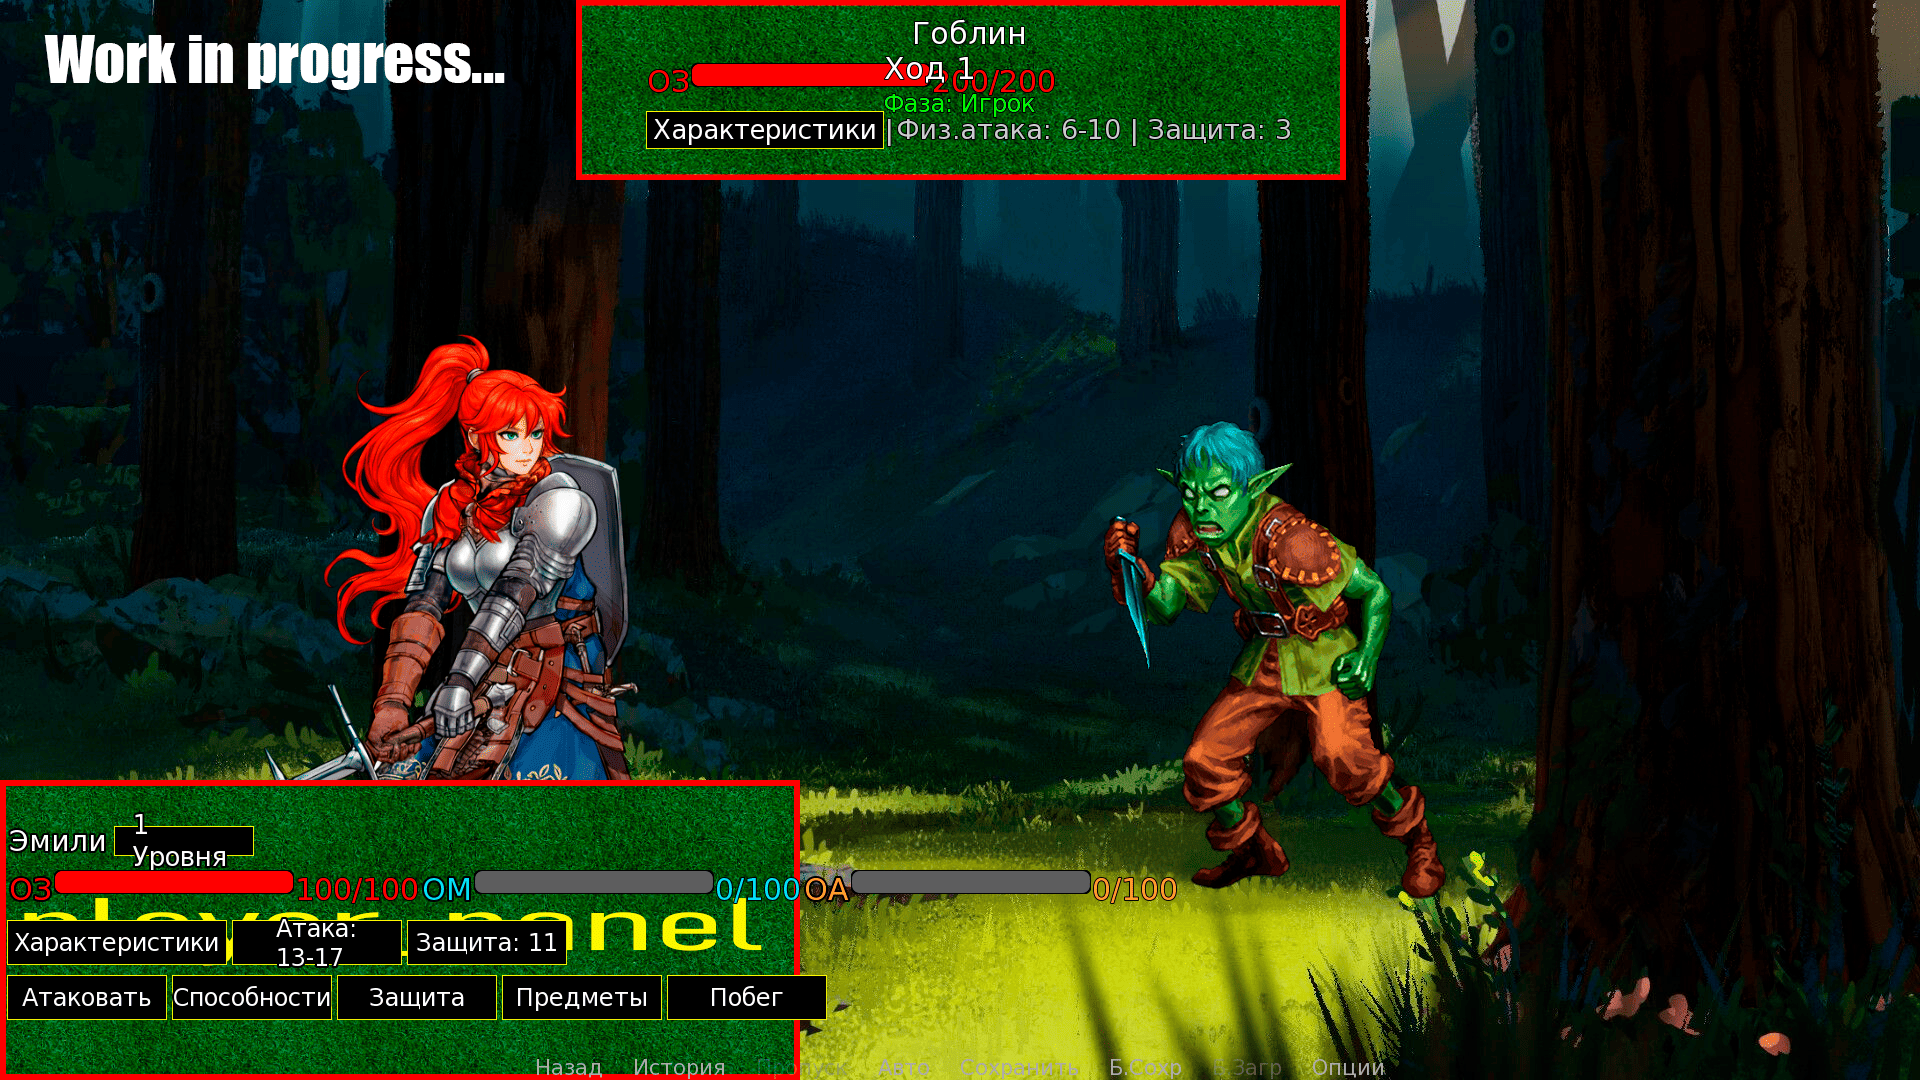 Work in progress...
Гоблин
Ход 1
ОЗ 200/200
Фаза: Игрок
Характеристики |Физ.атака: 6-10 | Защита: 3
Эмили 1 Уровня
ОЗ 100/100 ОМ 0/100 ОА 0/100
player panel
Характеристики Атака: 13-17 Защита: 11
Атаковать Способности Защита Предметы Побег
Назад История Пропуск Авто Сохранить Б.Сохр Б.Загр Опции